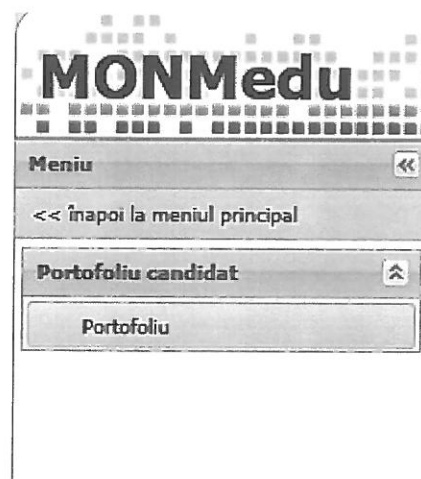 MONMedu
Meniu
<< înapoi la meniul principal
Portofoliu candidat
Portofoliu